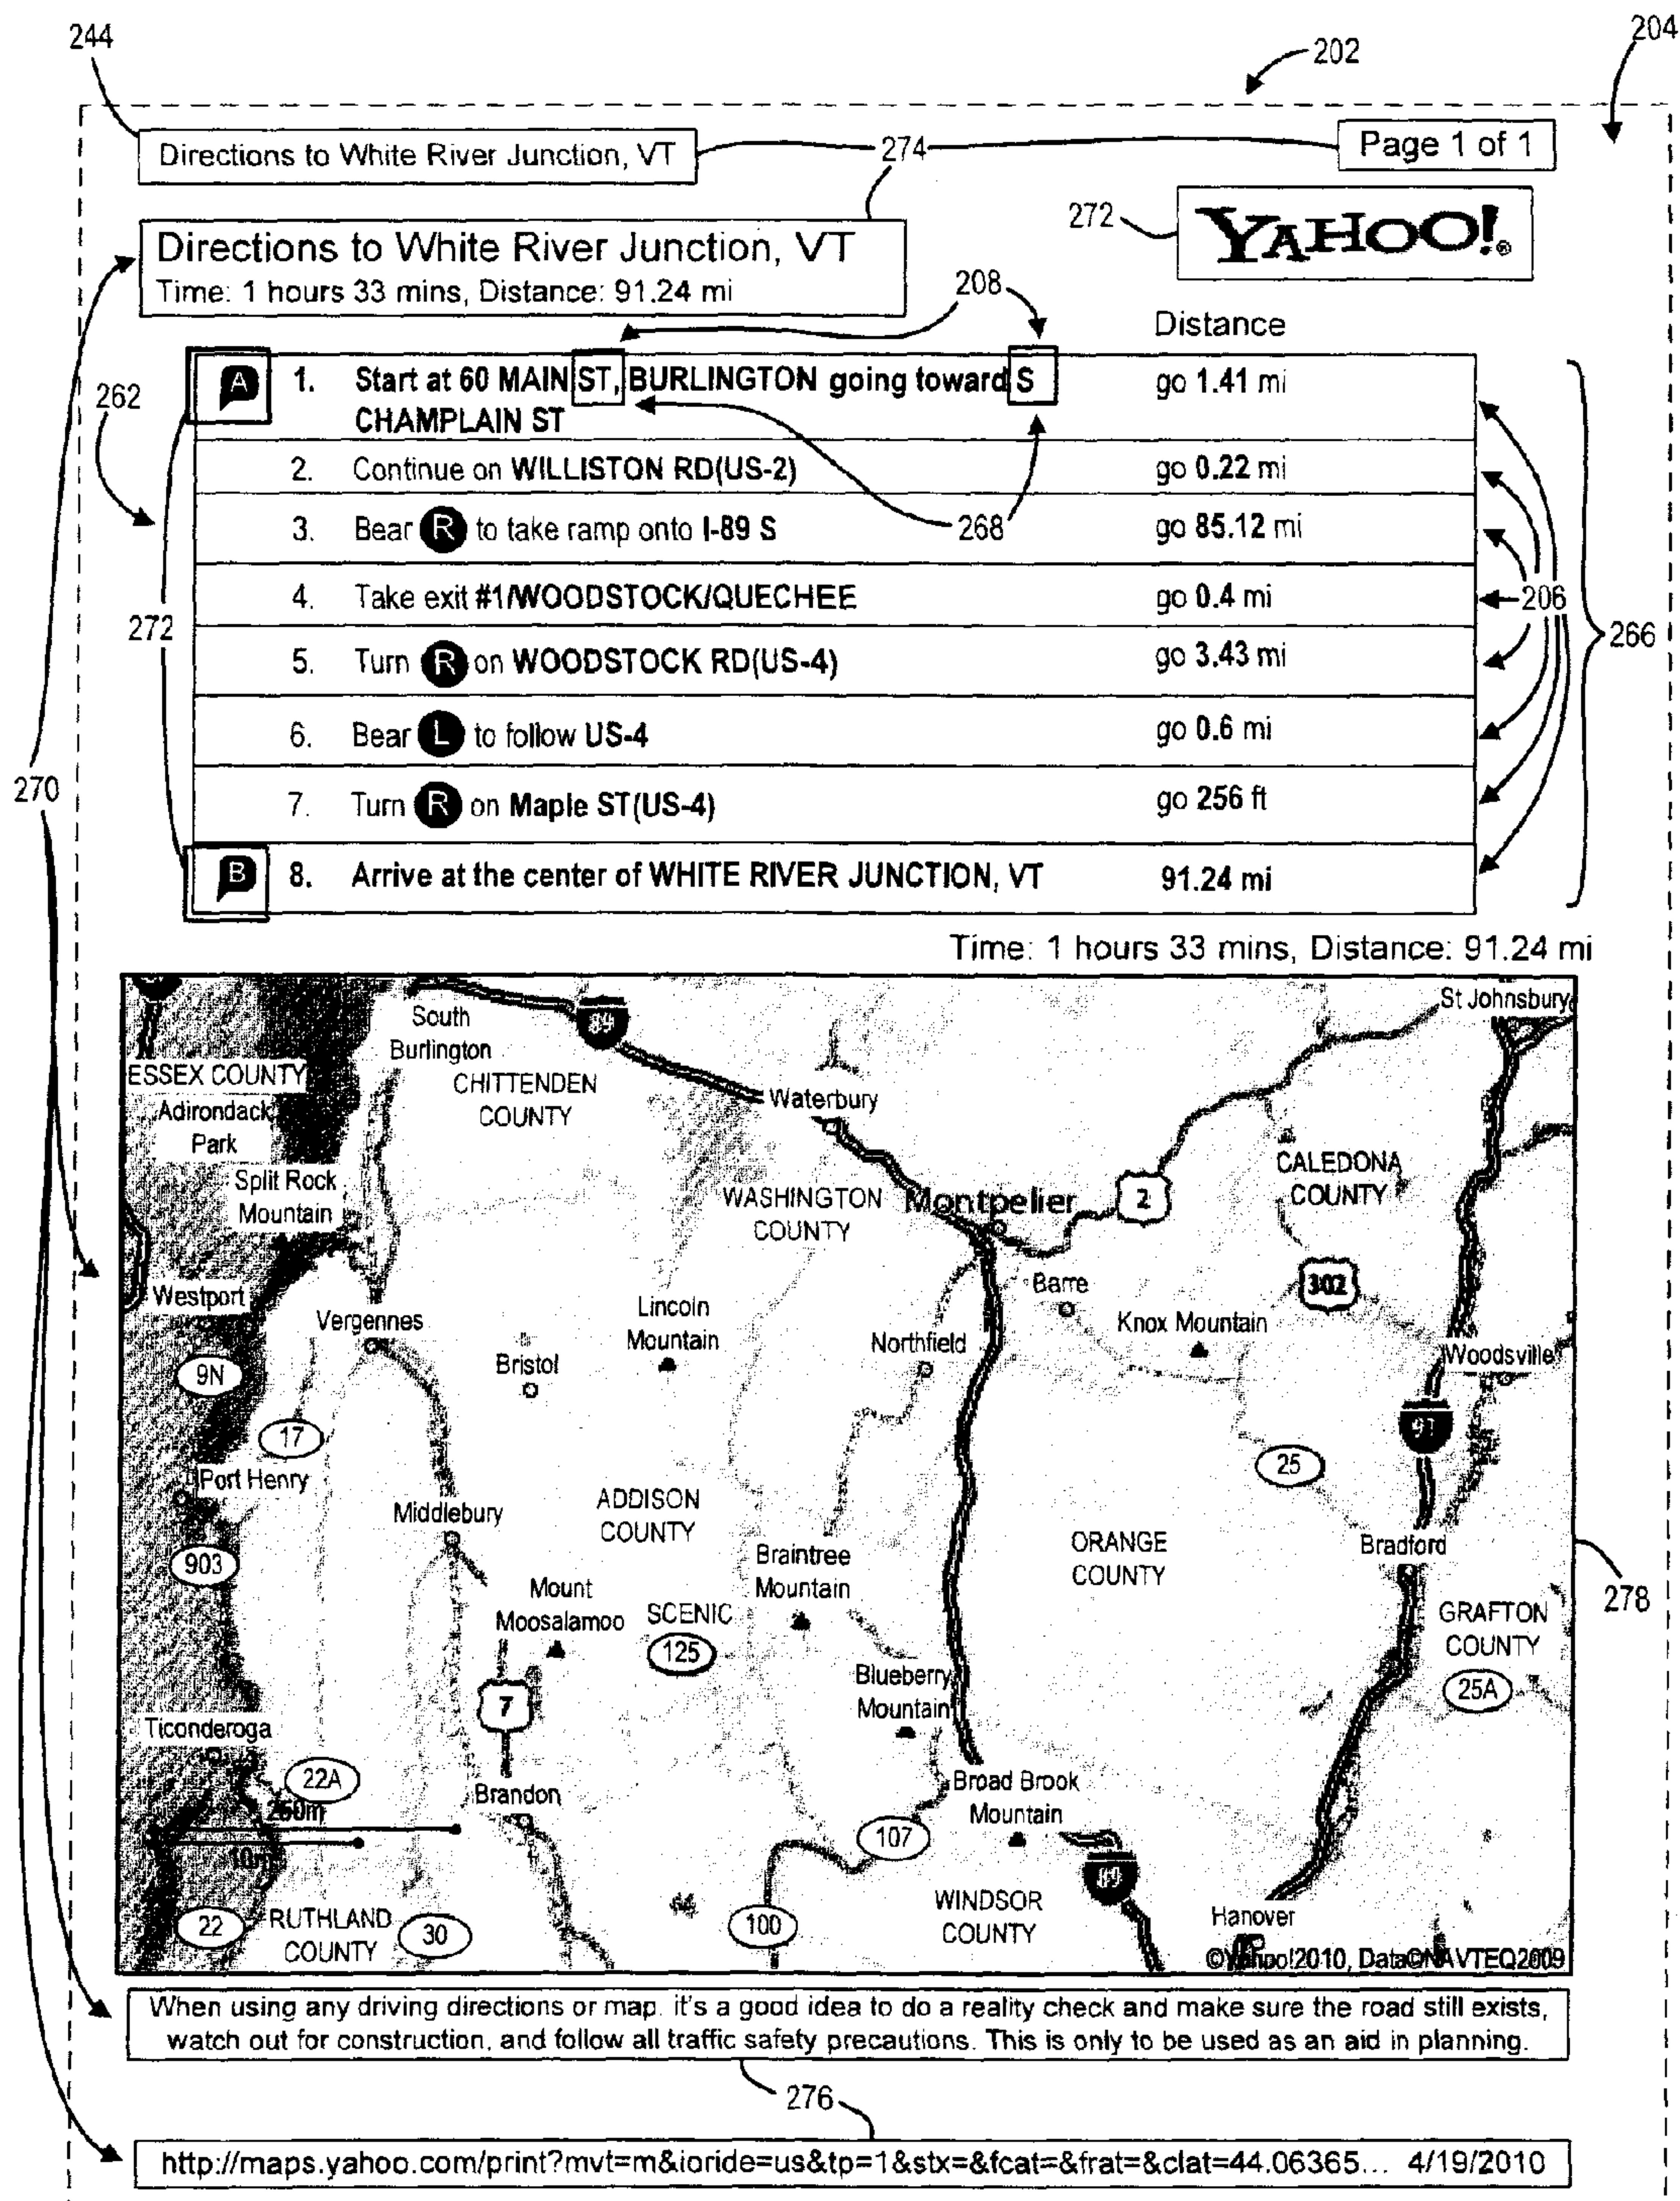 244
202
204
Directions to White River Junction, VT
274
Page 1 of 1
272
YAHOO!®
Directions to White River Junction, VT
Time: 1 hours 33 mins, Distance: 91.24 mi
208
Distance
262
A 1. Start at 60 MAIN ST, BURLINGTON going toward S go 1.41 mi
CHAMPLAIN ST
2. Continue on WILLISTON RD(US-2) go 0.22 mi
3. Bear R to take ramp onto I-89 S go 85.12 mi
268
4. Take exit #1/WOODSTOCK/QUECHEE go 0.4 mi
206
272
266
5. Turn R on WOODSTOCK RD(US-4) go 3.43 mi
6. Bear L to follow US-4 go 0.6 mi
270
7. Turn R on Maple ST(US-4) go 256 ft
B 8. Arrive at the center of WHITE RIVER JUNCTION, VT 91.24 mi
Time: 1 hours 33 mins, Distance: 91.24 mi
St Johnsbury
South
Burlington
89
ESSEX COUNTY
CHITTENDEN
COUNTY
Waterbury
Adirondack
Park
CALEDONA
COUNTY
Split Rock
Mountain
WASHINGTON
COUNTY
Montpelier
2
Westport
Barre
302
Vergennes
Lincoln
Mountain
Northfield
Knox Mountain
Woodsville
9N
Bristol
17
91
25
Port Henry
Middlebury
ADDISON
COUNTY
903
Braintree
Mountain
ORANGE
COUNTY
Bradford
278
Mount
Moosalamoo
SCENIC
125
GRAFTON
COUNTY
7
Blueberry
Mountain
25A
Ticonderoga
22A
260m
10m
Brandon
Broad Brook
Mountain
107
89
22
RUTHLAND
COUNTY
30
100
WINDSOR
COUNTY
Hanover
©Yahoo!2010, Data©NAVTEQ2009
When using any driving directions or map. it's a good idea to do a reality check and make sure the road still exists,
watch out for construction, and follow all traffic safety precautions. This is only to be used as an aid in planning.
276
http://maps.yahoo.com/print?mvt=m&ioride=us&tp=1&stx=&fcat=&frat=&clat=44.06365... 4/19/2010